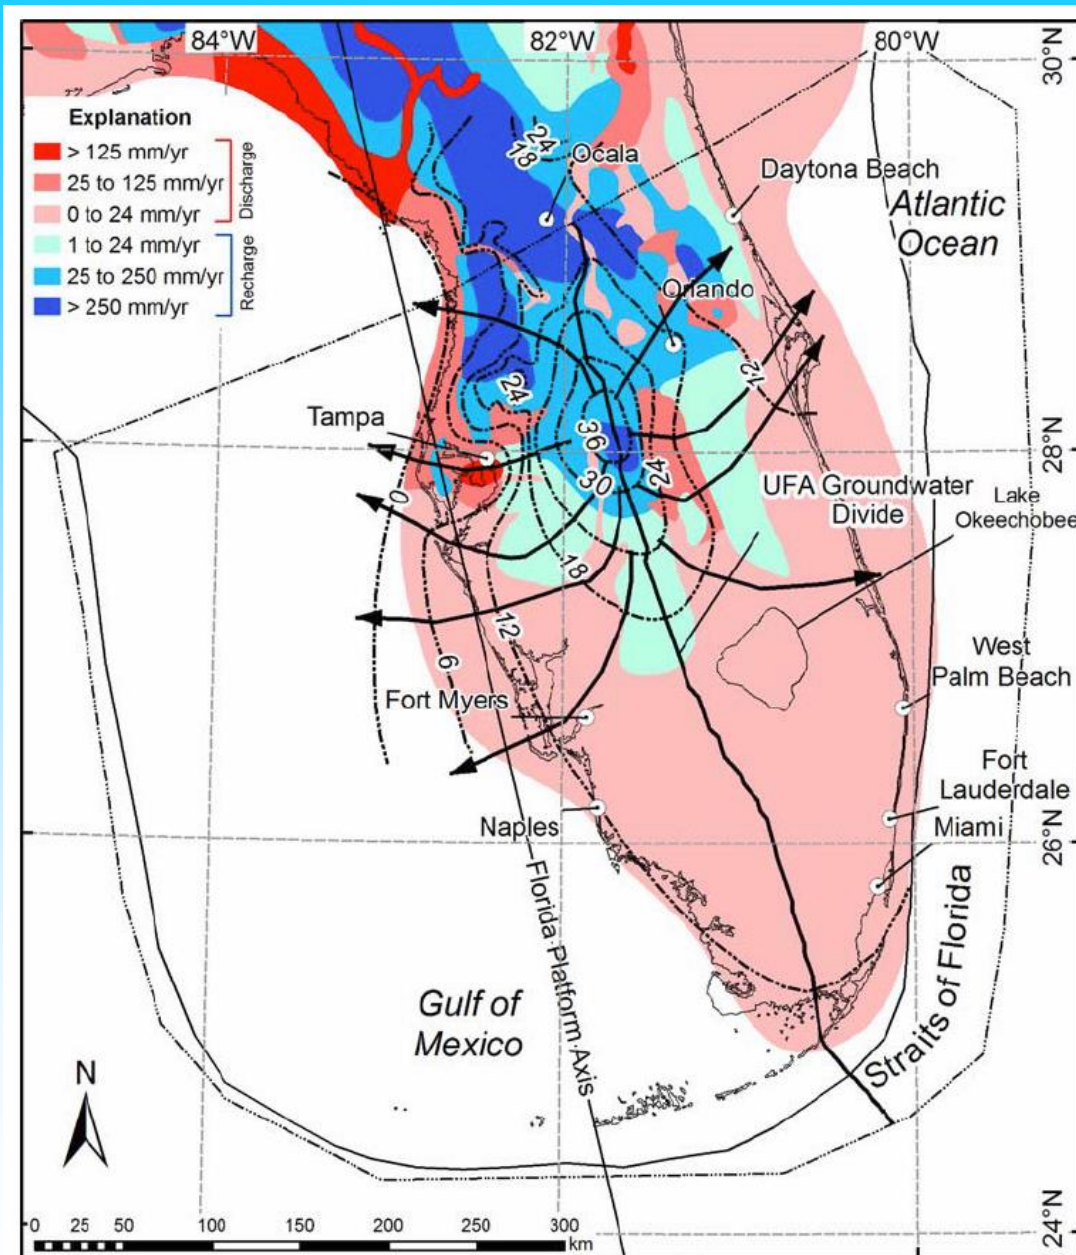 84°W
82°W
80°W
30°N
Explanation
> 125 mm/yr
25 to 125 mm/yr
0 to 24 mm/yr
Discharge
1 to 24 mm/yr
25 to 250 mm/yr
> 250 mm/yr
Recharge
24
18
Ocala
Daytona Beach
Atlantic
Ocean
Orlando
12
24
Tampa
36
30
24
28°N
0
UFA Groundwater
Divide
Lake
Okeechobee
18
12
6
West
Palm Beach
Fort Myers
Fort
Lauderdale
Naples
Miami
26°N
Florida Platform Axis
Straits of Florida
Gulf of
Mexico
N
24°N
0 25 50 100 150 200 250 300
km